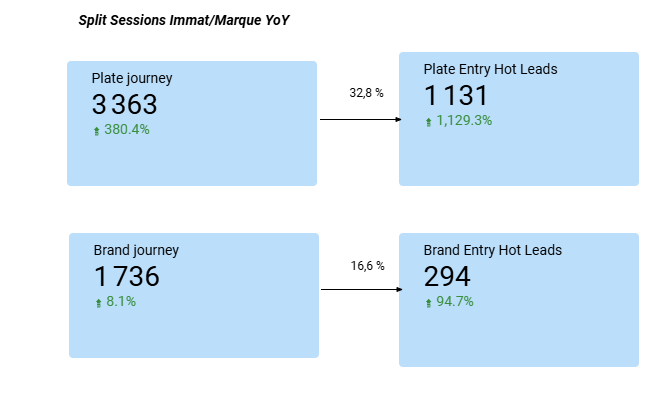 Split Sessions Immat/Marque YoY
Plate journey
3 363
380.4%
32,8 %
Plate Entry Hot Leads
1 131
1,129.3%
Brand journey
1 736
8.1%
16,6 %
Brand Entry Hot Leads
294
94.7%